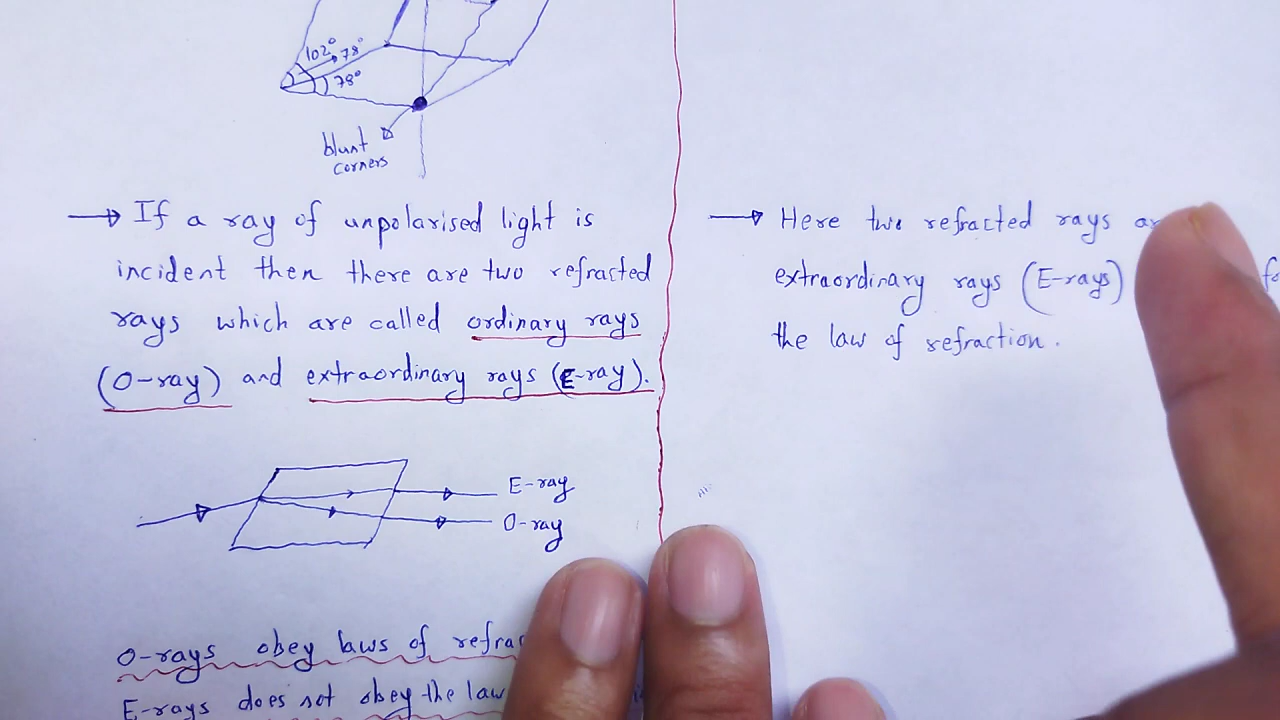 102° 78°
78°
blunt
corners
If a ray of unpolarised light is
incident then there are two refracted
rays which are called ordinary rays
(O-ray) and extraordinary rays (E-ray).
E-ray
O-ray
O-rays obey laws of
E-rays does not obey the law
Here two refracted rays
extraordinary rays (E-rays)
the law of refraction.